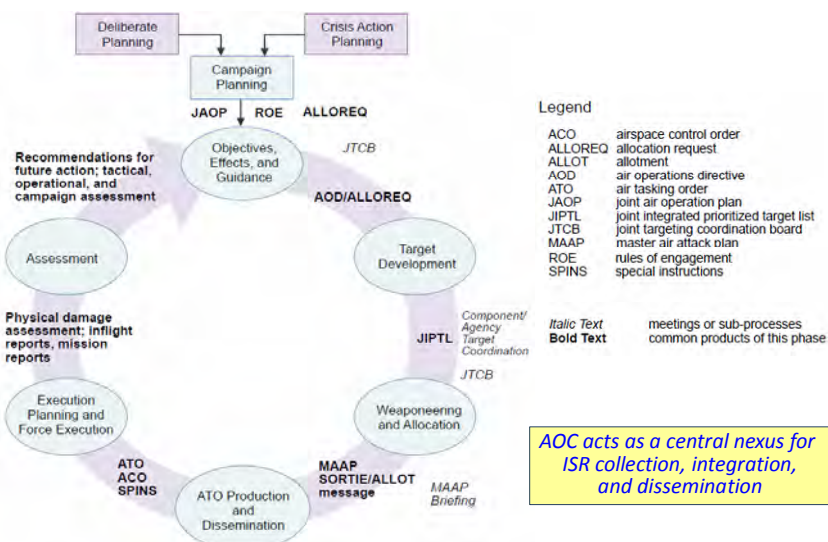 Deliberate
Planning
Crisis Action
Planning
Campaign
Planning
JAOP ROE ALLOREQ
Objectives,
Effects, and
Guidance
JTCB
AOD/ALLOREQ
Target
Development
JIPTL
Component/
Agency
Target
Coordination
JTCB
Weaponeering
and Allocation
MAAP
SORTIE/ALLOT
message
MAAP
Briefing
ATO Production
and
Dissemination
ATO
ACO
SPINS
Execution
Planning and
Force Execution
Physical damage
assessment; inflight
reports, mission
reports
Assessment
Recommendations for
future action; tactical,
operational, and
campaign assessment
Legend
ACO airspace control order
ALLOREQ allocation request
ALLOT allotment
AOD air operations directive
ATO air tasking order
JAOP joint air operation plan
JIPTL joint integrated prioritized target list
JTCB joint targeting coordination board
MAAP master air attack plan
ROE rules of engagement
SPINS special instructions
Italic Text meetings or sub-processes
Bold Text common products of this phase
AOC acts as a central nexus for
ISR collection, integration,
and dissemination